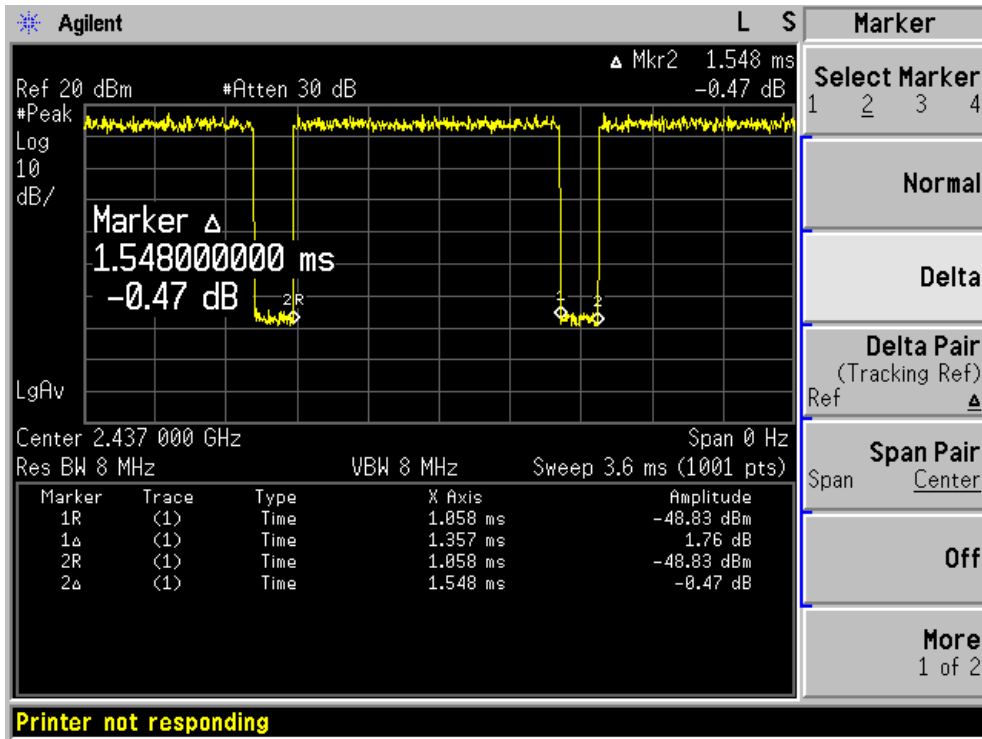 Agilent L S
Δ Mkr2 1.548 ms
Ref 20 dBm #Atten 30 dB -0.47 dB
#Peak
Log
10
dB/
Marker Δ
1.548000000 ms
-0.47 dB
2R
1
2
LgAv
Center 2.437 000 GHz Span 0 Hz
Res BW 8 MHz VBW 8 MHz Sweep 3.6 ms (1001 pts)
Marker Trace Type X Axis Amplitude
1R (1) Time 1.058 ms -48.83 dBm
1Δ (1) Time 1.357 ms 1.76 dB
2R (1) Time 1.058 ms -48.83 dBm
2Δ (1) Time 1.548 ms -0.47 dB
Printer not responding
Marker
Select Marker
1 2 3 4
Normal
Delta
Delta Pair
(Tracking Ref)
Ref Δ
Span Pair
Span Center
Off
More
1 of 2